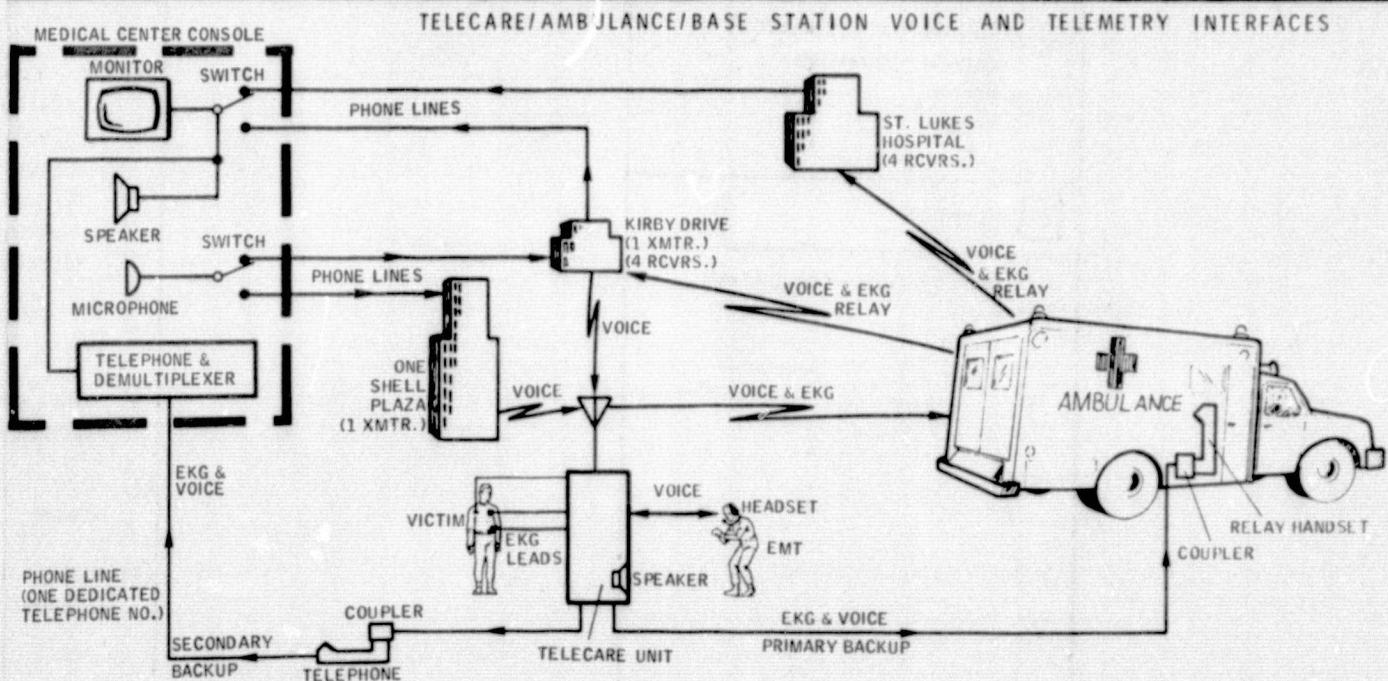 TELECARE/AMBULANCE/BASE STATION VOICE AND TELEMETRY INTERFACES
MEDICAL CENTER CONSOLE
MONITOR
SWITCH
PHONE LINES
ST. LUKES
HOSPITAL
(4 RCVRS.)
SPEAKER
SWITCH
KIRBY DRIVE
(1 XMTR.)
(4 RCVRS.)
VOICE
& EKG
RELAY
PHONE LINES
MICROPHONE
VOICE & EKG
RELAY
VOICE
TELEPHONE &
DEMULTIPLEXER
ONE
SHELL
PLAZA
(1 XMTR.)
VOICE
VOICE & EKG
AMBULANCE
EKG &
VOICE
VICTIM
EKG
LEADS
VOICE
HEADSET
EMT
SPEAKER
RELAY HANDSET
COUPLER
PHONE LINE
(ONE DEDICATED
TELEPHONE NO.)
COUPLER
SECONDARY
BACKUP
TELEPHONE
TELECARE UNIT
EKG & VOICE
PRIMARY BACKUP